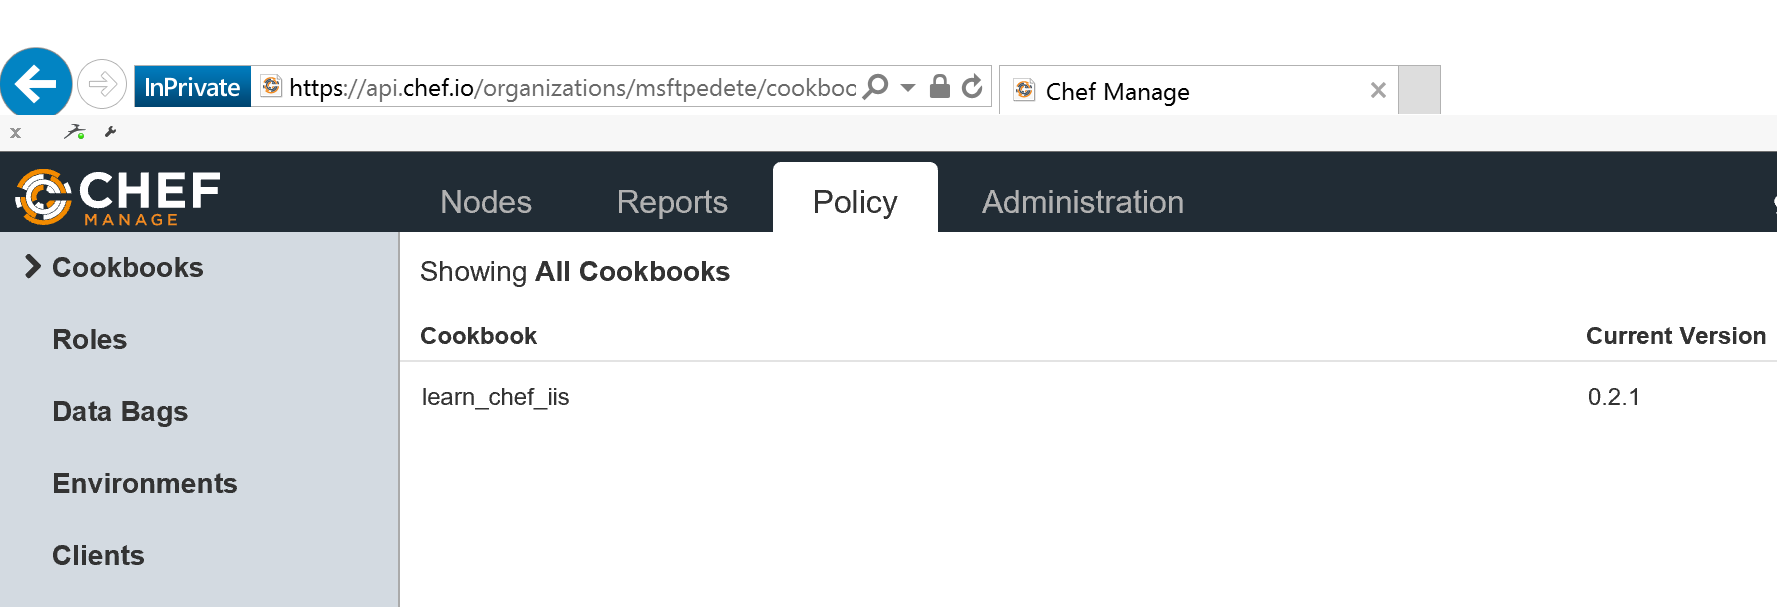 InPrivate https://api.chef.io/organizations/msftpedete/cookboo Chef Manage
x
CHEF
MANAGE
Nodes Reports Policy Administration
Cookbooks
Roles
Data Bags
Environments
Clients
Showing All Cookbooks
Cookbook Current Version
learn_chef_iis 0.2.1